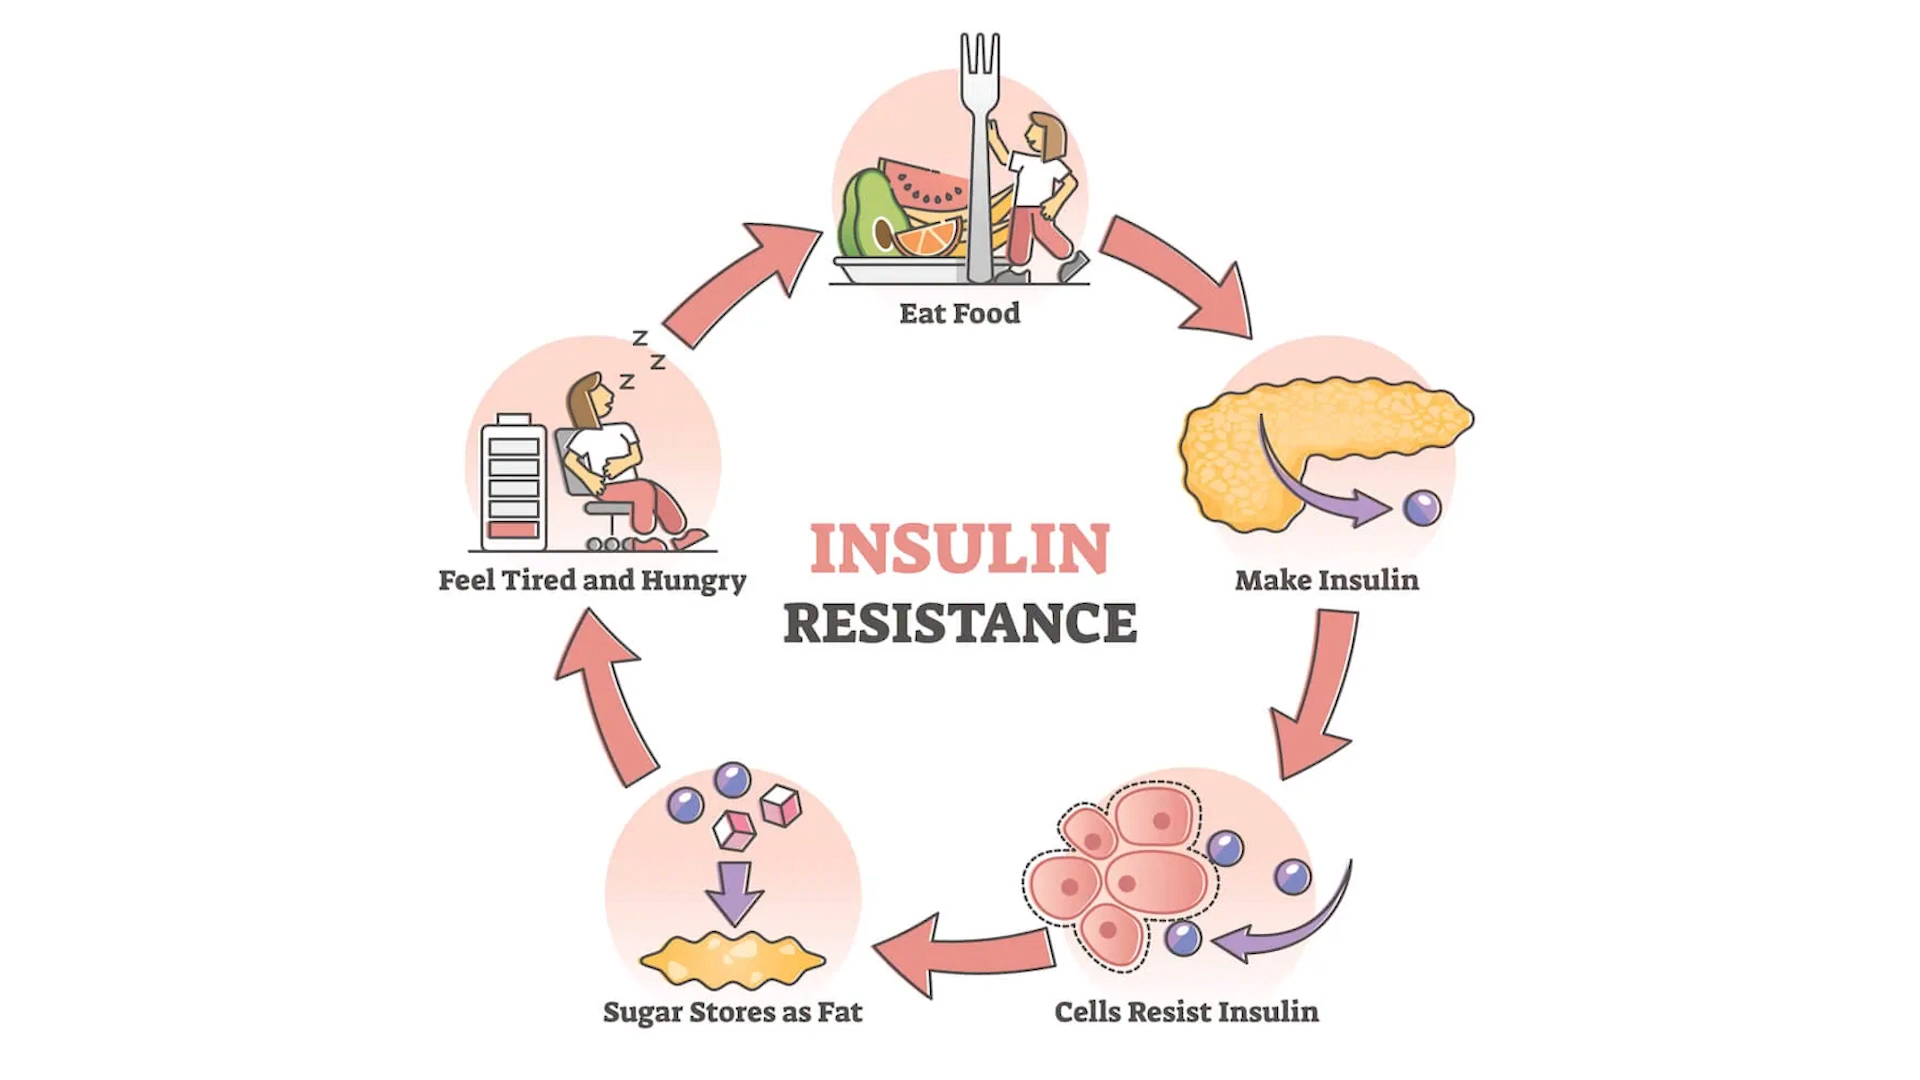 Eat Food
Make Insulin
Cells Resist Insulin
Sugar Stores as Fat
Feel Tired and Hungry
Z
Z
Z
INSULIN
RESISTANCE